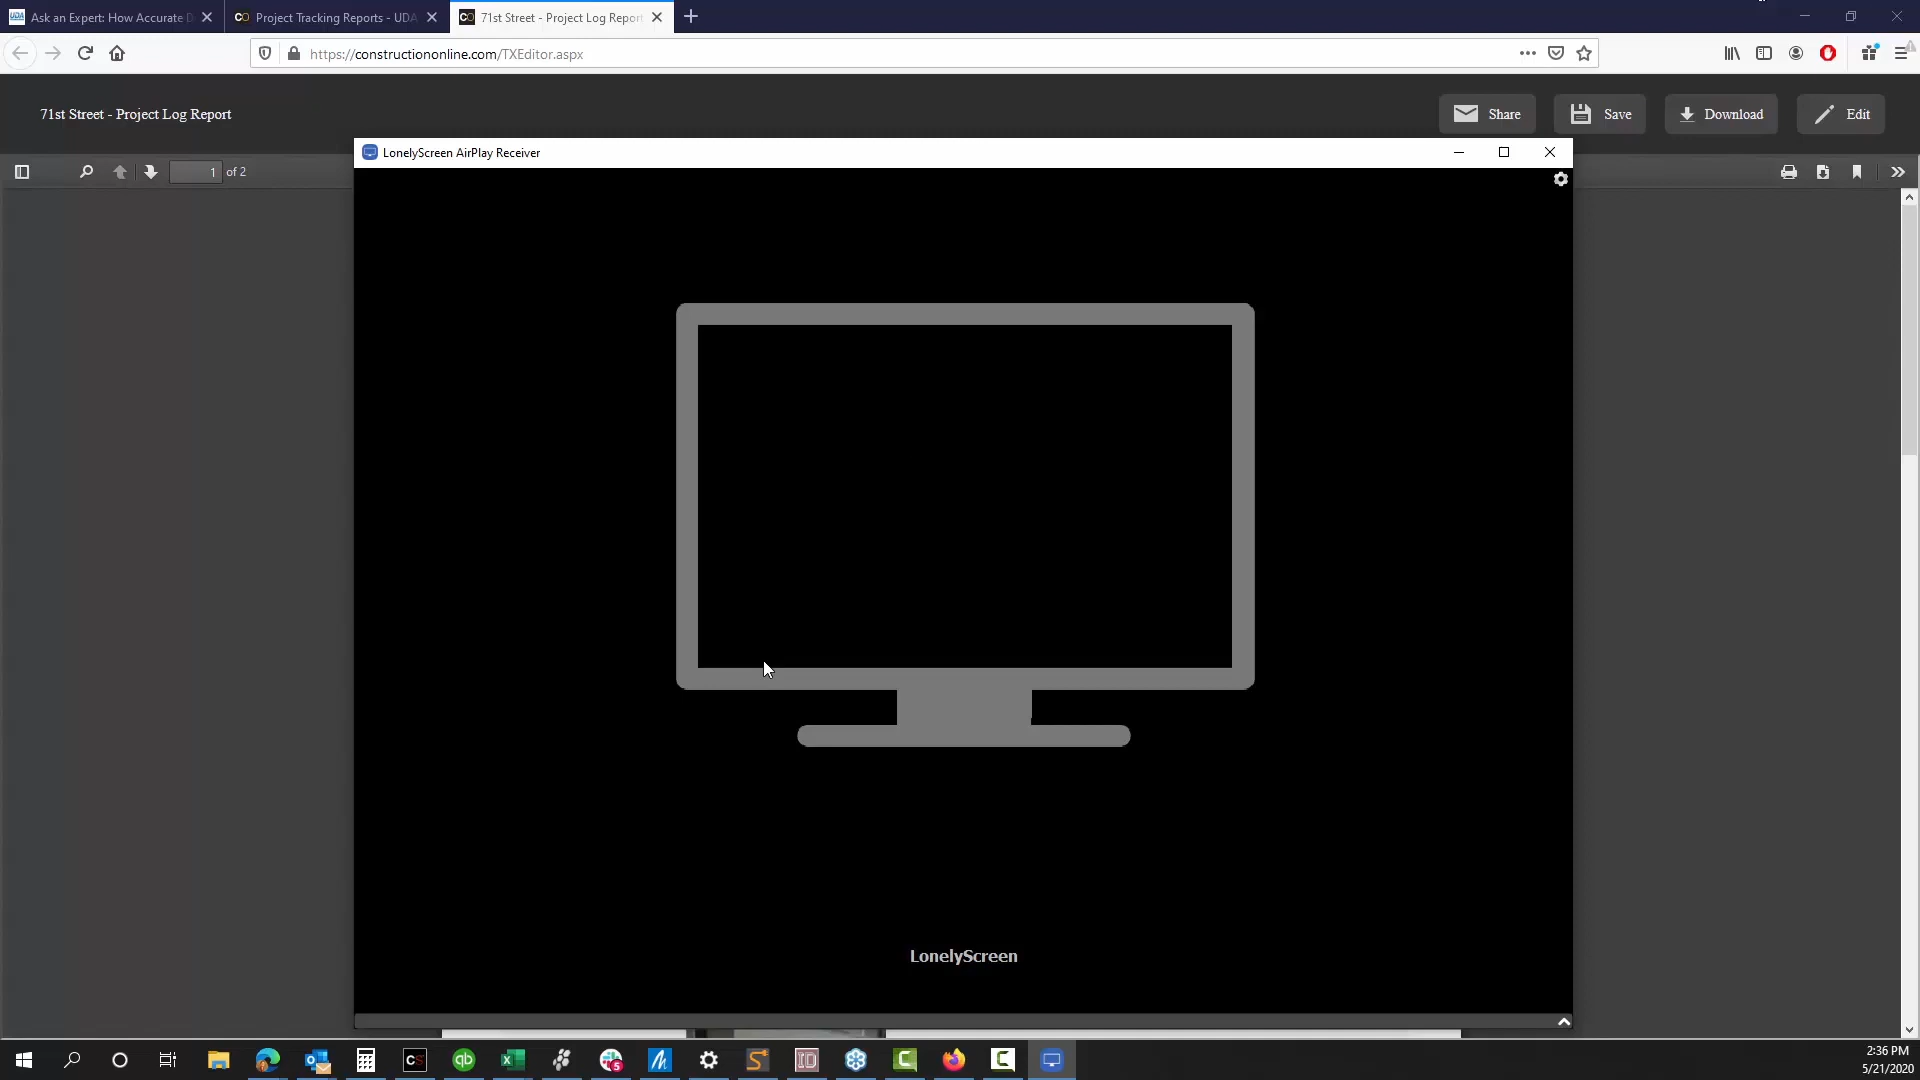 Ask an Expert: How Accurate D
Project Tracking Reports - UDA
71st Street - Project Log Report
https://constructiononline.com/TXEditor.aspx
71st Street - Project Log Report
Share
Save
Download
Edit
LonelyScreen AirPlay Receiver
1 of 2
LonelyScreen
2:36 PM
5/21/2020